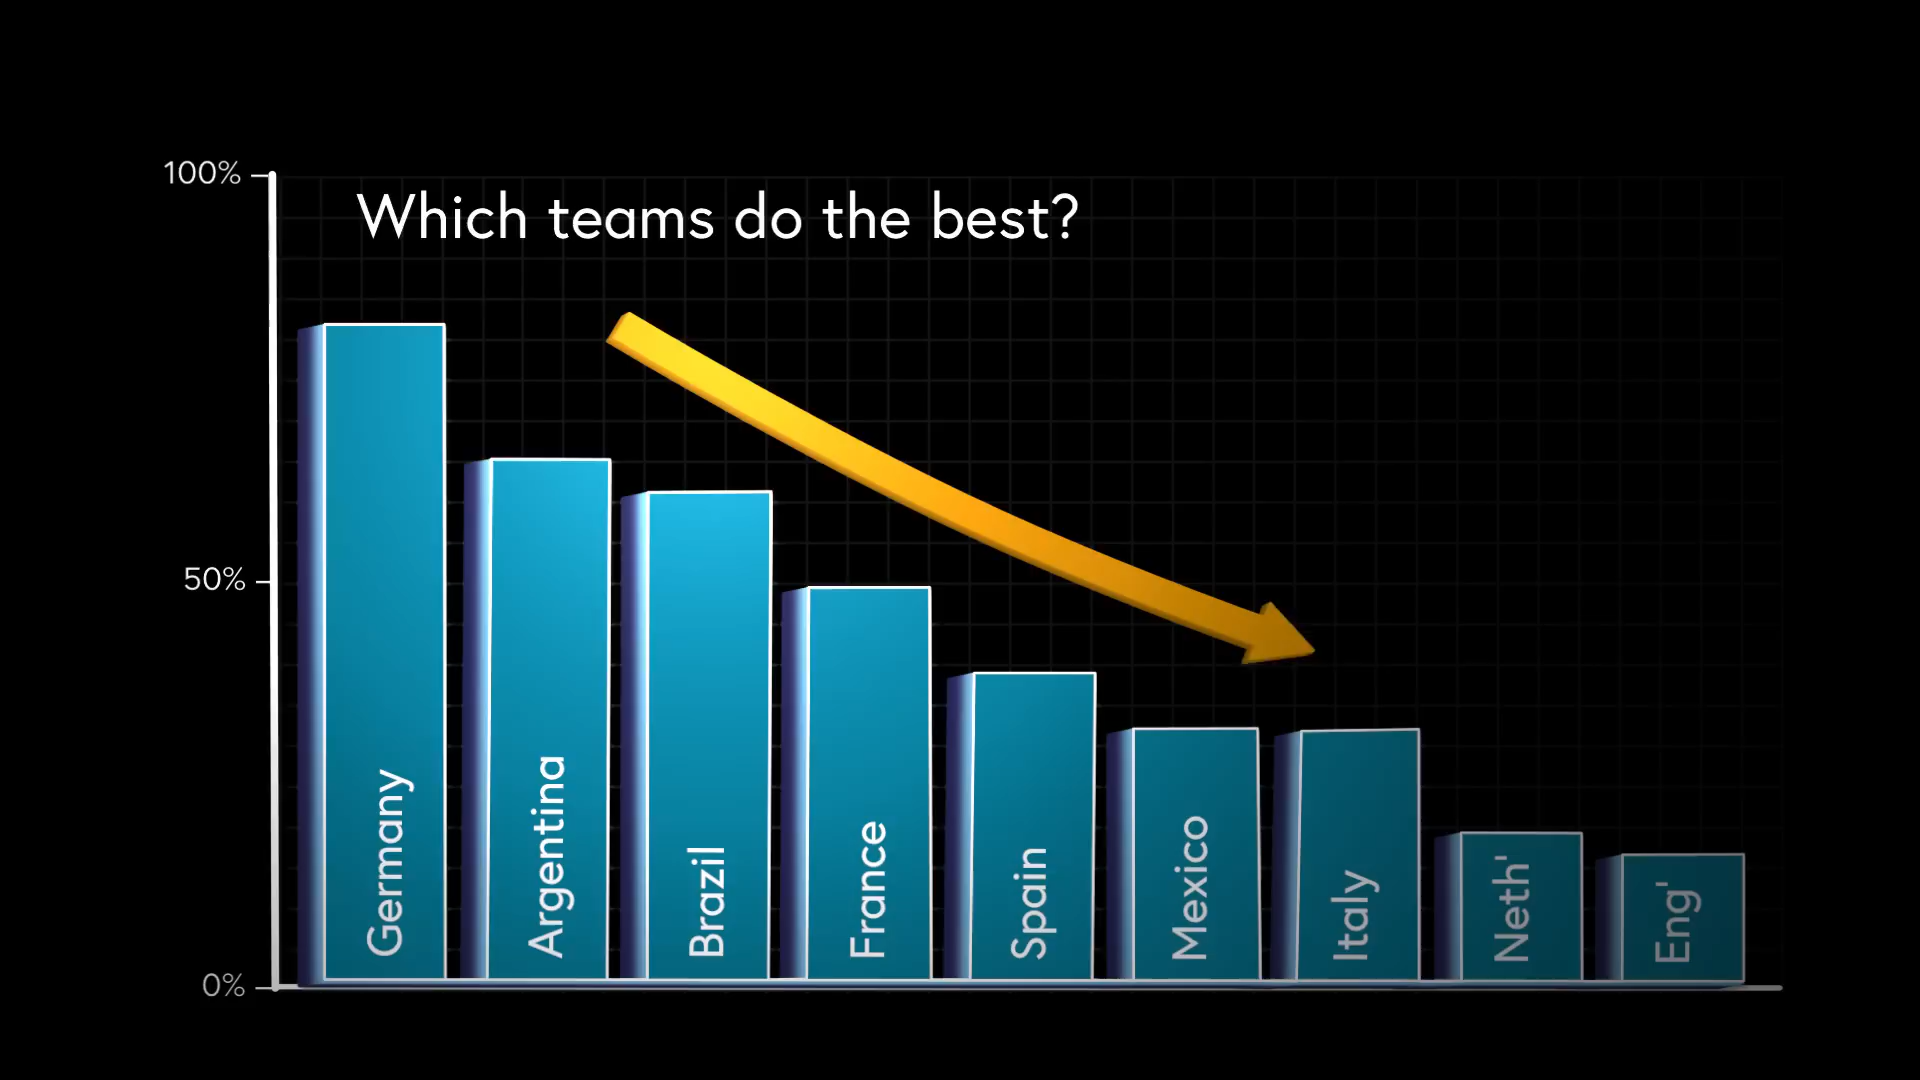 100%
Which teams do the best?
50%
0%
Germany
Argentina
Brazil
France
Spain
Mexico
Italy
Neth'
Eng'